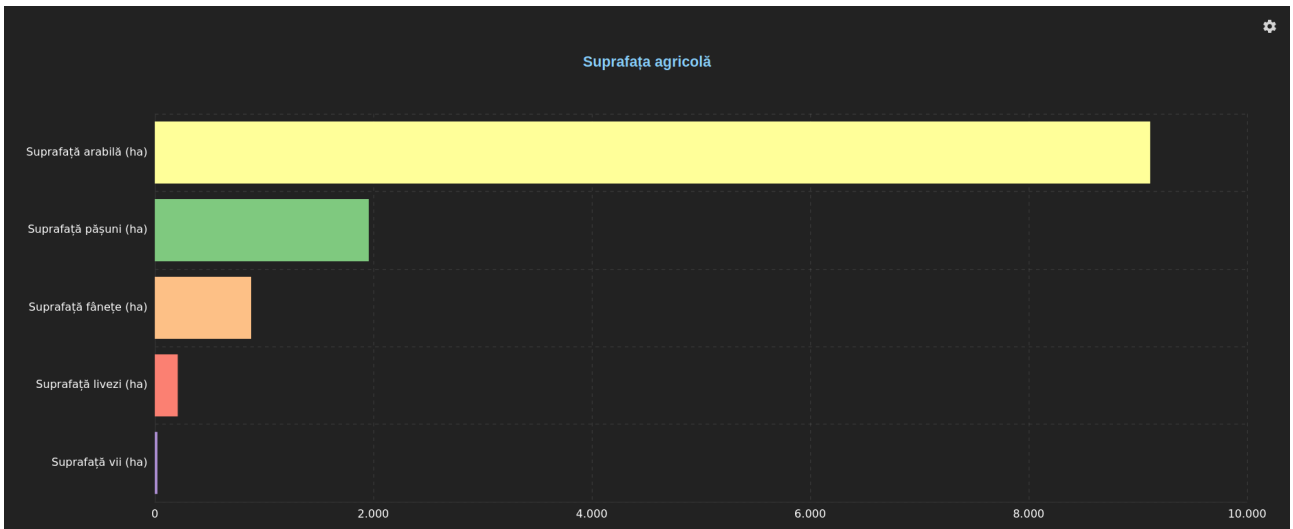 Suprafața agricolă
Suprafață arabilă (ha)
Suprafață pășuni (ha)
Suprafață fânețe (ha)
Suprafață livezi (ha)
Suprafață vii (ha)
0 2.000 4.000 6.000 8.000 10.000